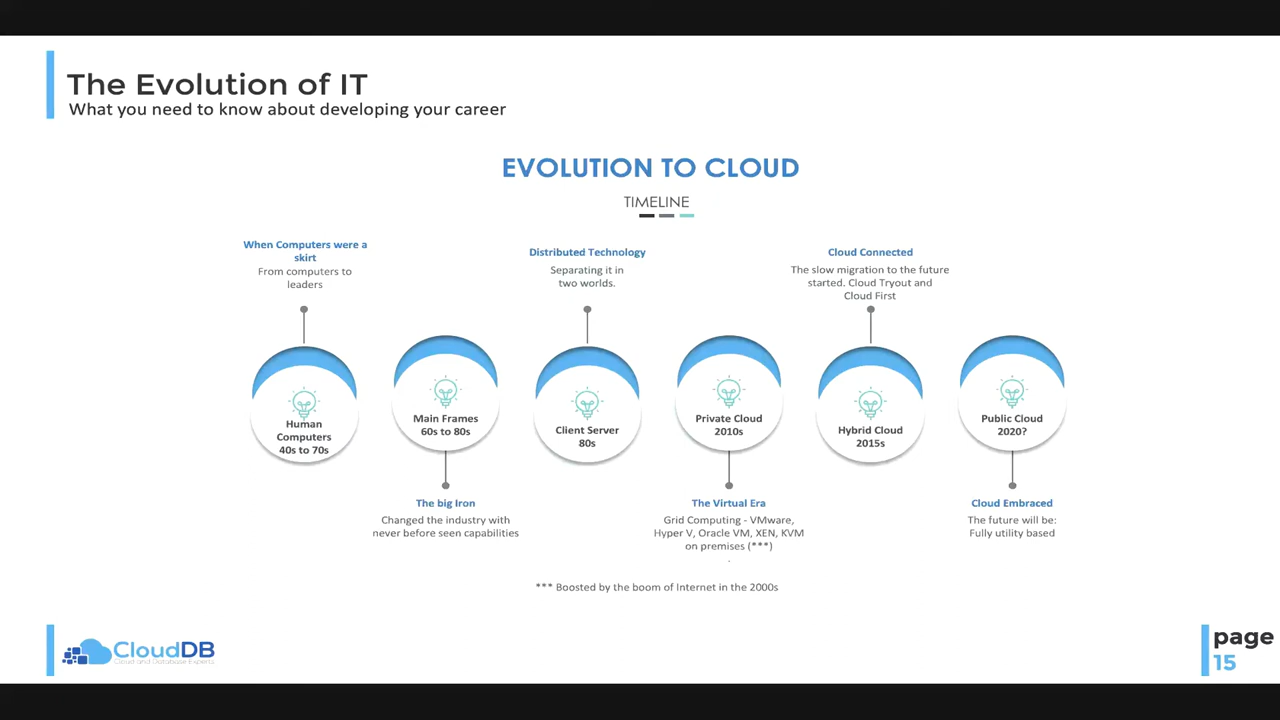 The Evolution of IT
What you need to know about developing your career
EVOLUTION TO CLOUD
TIMELINE
When Computers were a
skirt
From computers to
leaders
Distributed Technology
Separating it in
two worlds.
Cloud Connected
The slow migration to the future
started. Cloud Tryout and
Cloud First
Human
Computers
40s to 70s
Main Frames
60s to 80s
Client Server
80s
Private Cloud
2010s
Hybrid Cloud
2015s
Public Cloud
2020?
The big Iron
Changed the industry with
never before seen capabilities
The Virtual Era
Grid Computing - VMware,
Hyper V, Oracle VM, XEN, KVM
on premises (***)
.
Cloud Embraced
The future will be:
Fully utility based
*** Boosted by the boom of Internet in the 2000s
CloudDB
Cloud and Database Experts
page
15